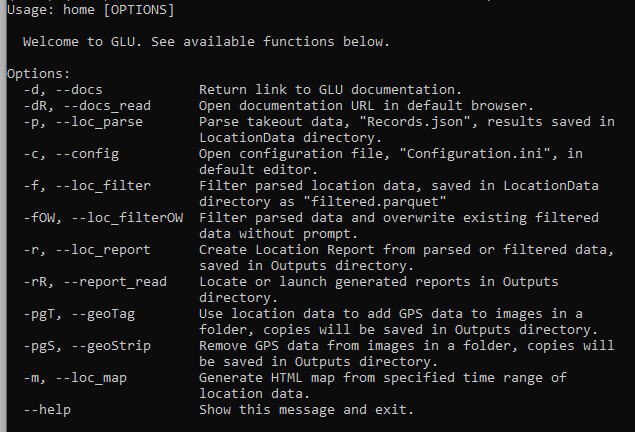 Usage: home [OPTIONS]
Welcome to GLU. See available functions below.
Options:
-d, --docs Return link to GLU documentation.
-dR, --docs_read Open documentation URL in default browser.
-p, --loc_parse Parse takeout data, "Records.json", results saved in
LocationData directory.
-c, --config Open configuration file, "Configuration.ini", in
default editor.
-f, --loc_filter Filter parsed location data, saved in LocationData
directory as "filtered.parquet"
-fOW, --loc_filterOW Filter parsed data and overwrite existing filtered
data without prompt.
-r, --loc_report Create Location Report from parsed or filtered data,
saved in Outputs directory.
-rR, --report_read Locate or launch generated reports in Outputs
directory.
-pgT, --geoTag Use location data to add GPS data to images in a
folder, copies will be saved in Outputs directory.
-pgS, --geoStrip Remove GPS data from images in a folder, copies will
be saved in Outputs directory.
-m, --loc_map Generate HTML map from specified time range of
location data.
--help Show this message and exit.